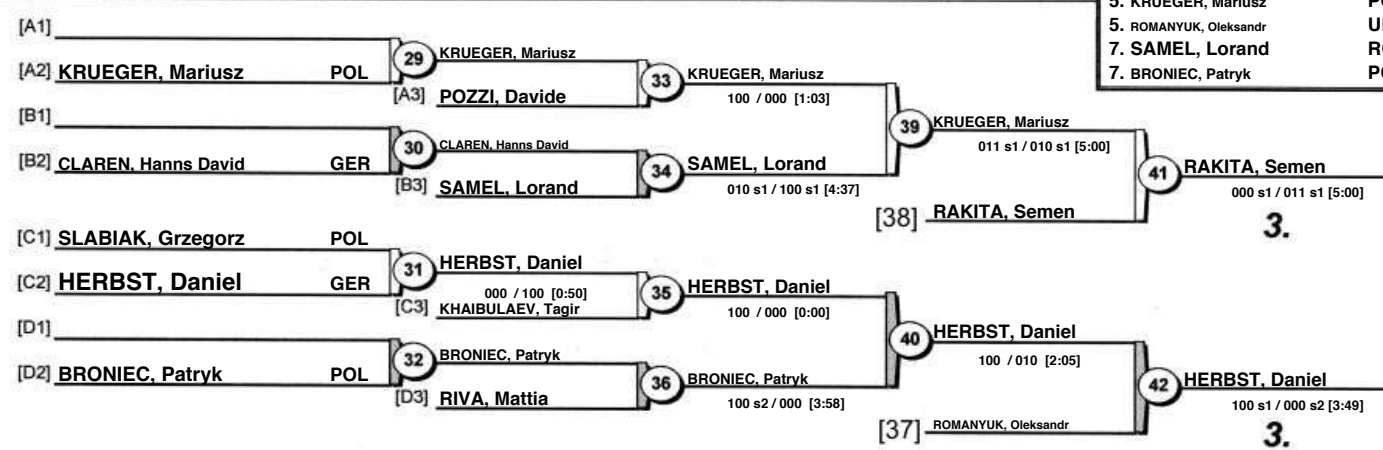 5. KRUEGER, Mariusz
5. ROMANYUK, Oleksandr
7. SAMEL, Lorand
7. BRONIEC, Patryk
[A1]
[A2] KRUEGER, Mariusz POL
29
KRUEGER, Mariusz
[A3] POZZI, Davide
33
KRUEGER, Mariusz
100 / 000 [1:03]
[B1]
[B2] CLAREN, Hanns David GER
30
CLAREN, Hanns David
[B3] SAMEL, Lorand
34
SAMEL, Lorand
010 s1 / 100 s1 [4:37]
39
KRUEGER, Mariusz
011 s1 / 010 s1 [5:00]
[38] RAKITA, Semen
41
RAKITA, Semen
000 s1 / 011 s1 [5:00]
3.
[C1] SLABIAK, Grzegorz POL
[C2] HERBST, Daniel GER
31
HERBST, Daniel
000 / 100 [0:50]
[C3] KHAIBULAEV, Tagir
35
HERBST, Daniel
100 / 000 [0:00]
[D1]
[D2] BRONIEC, Patryk POL
32
BRONIEC, Patryk
[D3] RIVA, Mattia
36
BRONIEC, Patryk
100 s2 / 000 [3:58]
40
HERBST, Daniel
100 / 010 [2:05]
[37] ROMANYUK, Oleksandr
42
HERBST, Daniel
100 s1 / 000 s2 [3:49]
3.